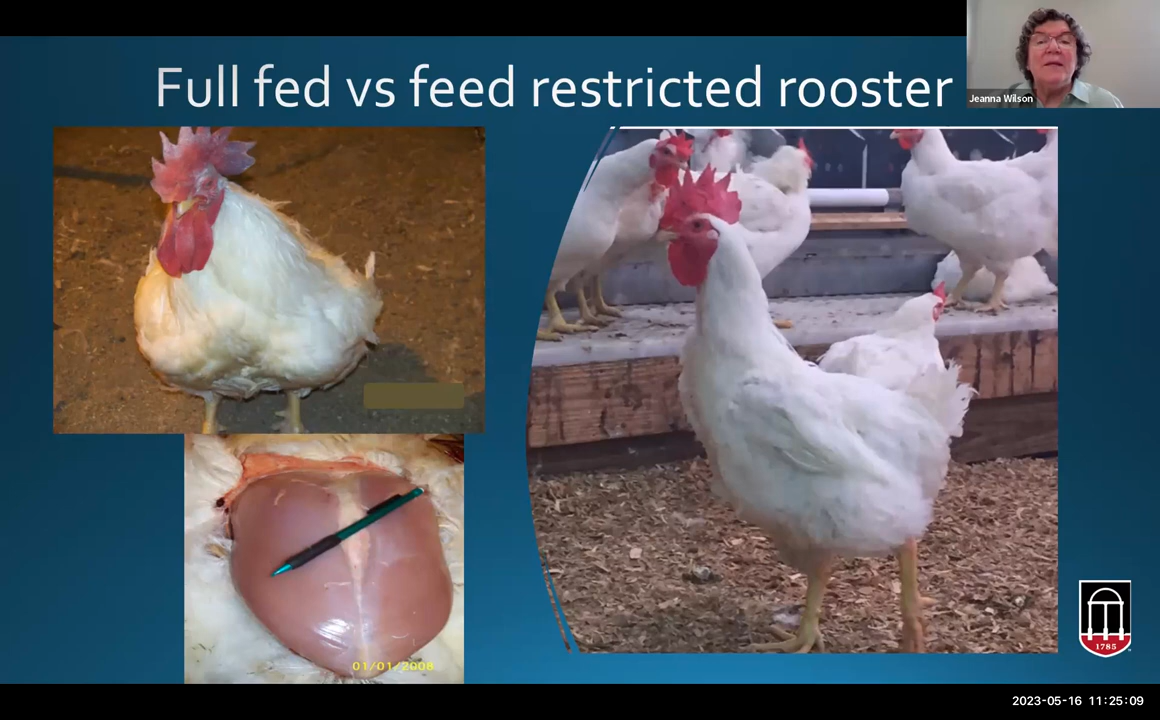 Full fed vs feed restricted rooster
Jeanna Wilson
01/01/2008
1785
2023-05-16 11:25:09